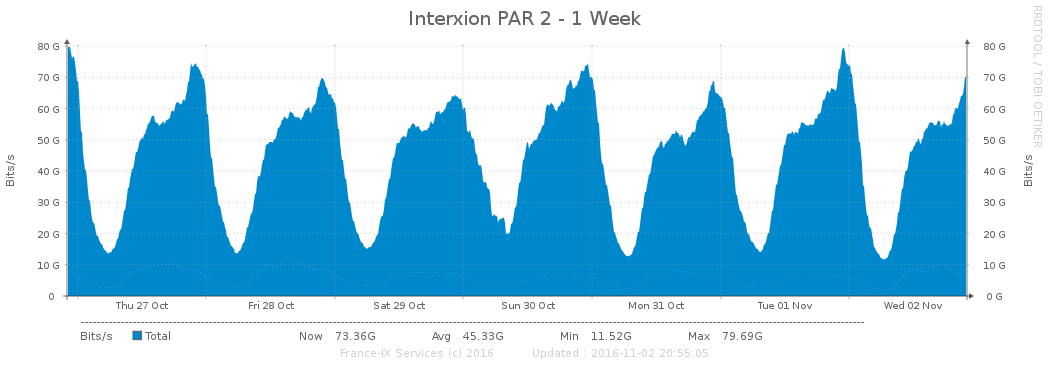 Interxion PAR 2 - 1 Week
RRDTOOL / TOBI OETIKER
Bits/s
Bits/s
80 G 80 G
70 G 70 G
60 G 60 G
50 G 50 G
40 G 40 G
30 G 30 G
20 G 20 G
10 G 10 G
0 0 G
Thu 27 Oct Fri 28 Oct Sat 29 Oct Sun 30 Oct Mon 31 Oct Tue 01 Nov Wed 02 Nov
Bits/s Total Now 73.36G Avg 45.33G Min 11.52G Max 79.69G
France-IX Services (c) 2016 Updated : 2016-11-02 20:55:05